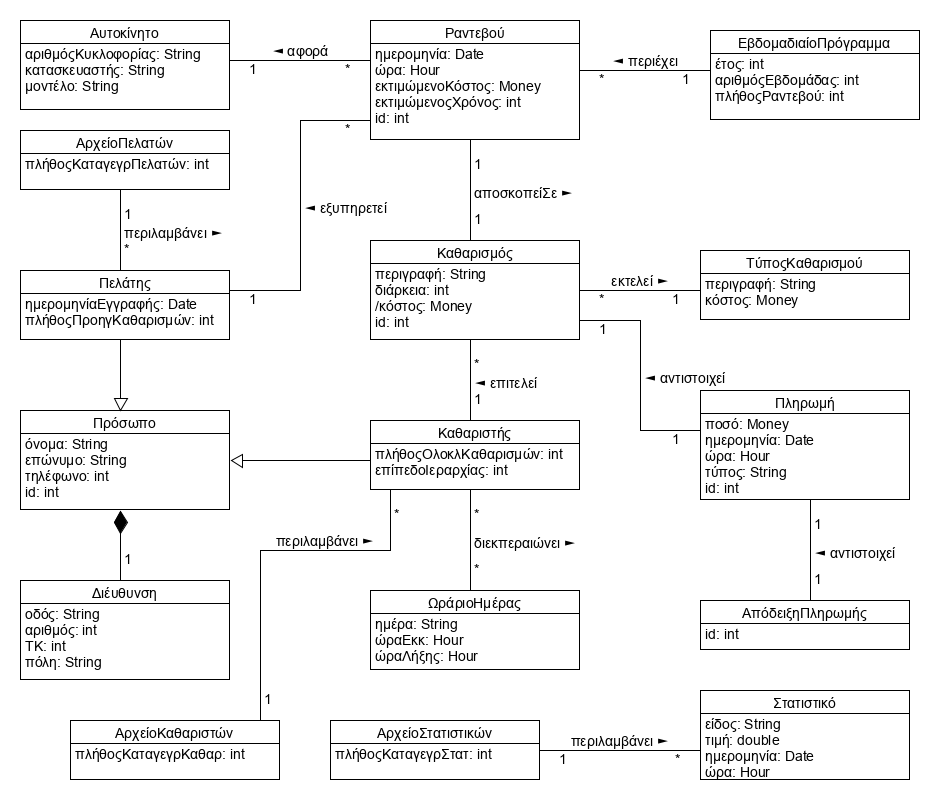 Αυτοκίνητο
αριθμόςΚυκλοφορίας: String
κατασκευαστής: String
μοντέλο: String
◄ αφορά
1
*
Ραντεβού
ημερομηνία: Date
ώρα: Hour
εκτιμώμενοΚόστος: Money
εκτιμώμενοςΧρόνος: int
id: int
◄ περιέχει
*
1
ΕβδομαδιαίοΠρόγραμμα
έτος: int
αριθμόςΕβδομάδας: int
πλήθοςΡαντεβού: int
ΑρχείοΠελατών
πλήθοςΚαταγεγρΠελατών: int
1
περιλαμβάνει ►
*
*
◄ εξυπηρετεί
1
1
αποσκοπείΣε ►
1
Πελάτης
ημερομηνίαΕγγραφής: Date
πλήθοςΠροηγΚαθαρισμών: int
Καθαρισμός
περιγραφή: String
διάρκεια: int
/κόστος: Money
id: int
εκτελεί ►
*
1
ΤύποςΚαθαρισμού
περιγραφή: String
κόστος: Money
1
◄ αντιστοιχεί
1
*
◄ επιτελεί
1
Πληρωμή
ποσό: Money
ημερομηνία: Date
ώρα: Hour
τύπος: String
id: int
Πρόσωπο
όνομα: String
επώνυμο: String
τηλέφωνο: int
id: int
Καθαριστής
πλήθοςΟλοκλΚαθαρισμών: int
επίπεδοΙεραρχίας: int
1
*
περιλαμβάνει ►
1
*
διεκπεραιώνει ►
*
1
◄ αντιστοιχεί
1
Διέυθυνση
οδός: String
αριθμός: int
ΤΚ: int
πόλη: String
ΩράριοΗμέρας
ημέρα: String
ώραΕκκ: Hour
ώραΛήξης: Hour
ΑπόδειξηΠληρωμής
id: int
ΑρχείοΚαθαριστών
πλήθοςΚαταγεγρΚαθαρ: int
ΑρχείοΣτατιστικών
πλήθοςΚαταγεγρΣτατ: int
περιλαμβάνει ►
1
*
Στατιστικό
είδος: String
τιμή: double
ημερομηνία: Date
ώρα: Hour